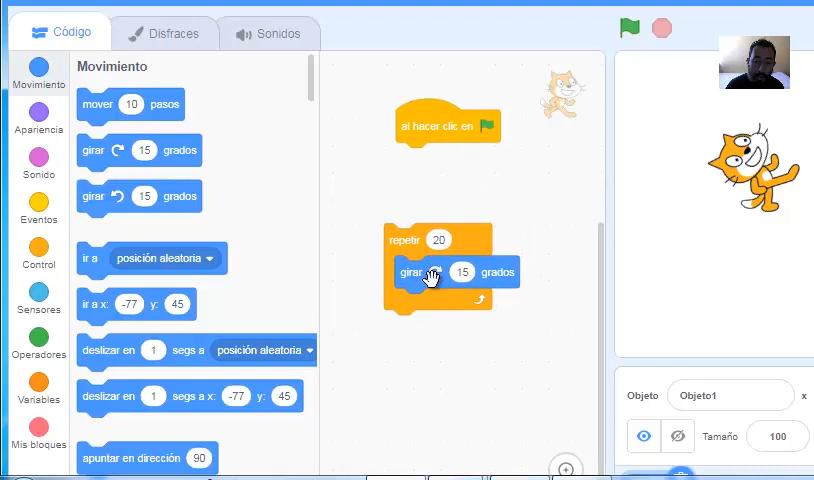 Código
Disfraces
Sonidos
Movimiento
Apariencia
Sonido
Eventos
Control
Sensores
Operadores
Variables
Mis bloques
Movimiento
mover 10 pasos
girar 15 grados
girar 15 grados
ir a posición aleatoria
ir a x: -77 y: 45
deslizar en 1 segs a posición aleatoria
deslizar en 1 segs a x: -77 y: 45
apuntar en dirección 90
al hacer clic en
repetir 20
girar 15 grados
Objeto Objeto1 x
Tamaño 100